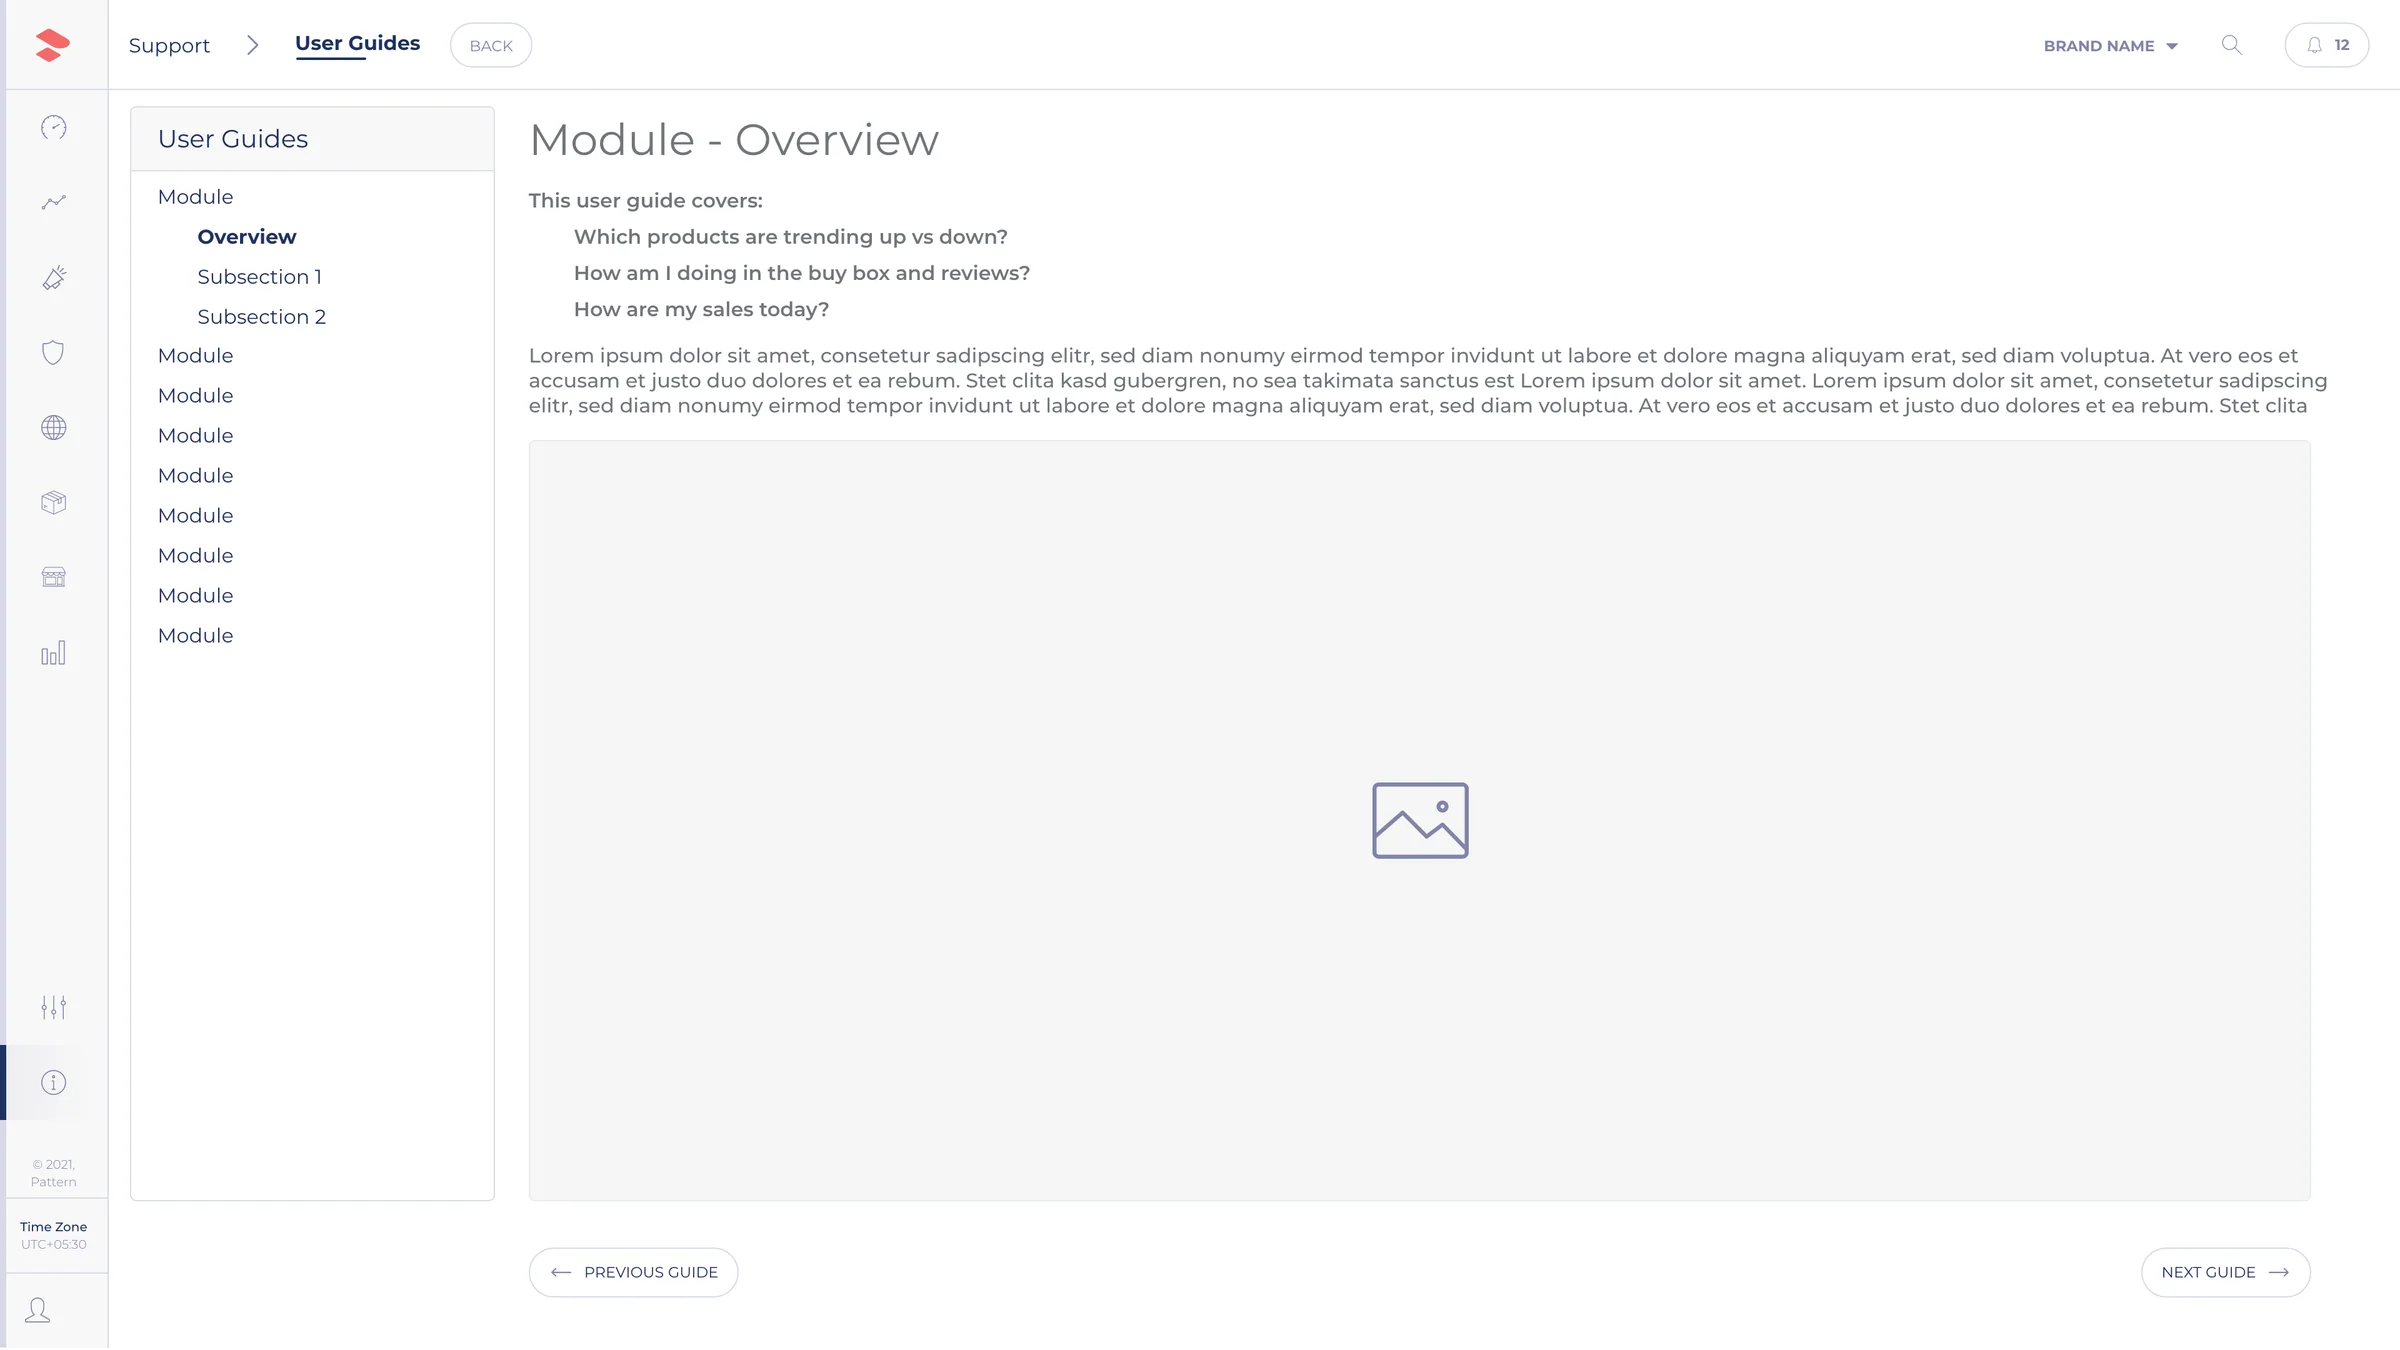 Support
User Guides
BACK
BRAND NAME
12
User Guides
Module
Overview
Subsection 1
Subsection 2
Module
Module
Module
Module
Module
Module
Module
Module
Module - Overview
This user guide covers:
Which products are trending up vs down?
How am I doing in the buy box and reviews?
How are my sales today?
Lorem ipsum dolor sit amet, consetetur sadipscing elitr, sed diam nonumy eirmod tempor invidunt ut labore et dolore magna aliquyam erat, sed diam voluptua. At vero eos et
accusam et justo duo dolores et ea rebum. Stet clita kasd gubergren, no sea takimata sanctus est Lorem ipsum dolor sit amet. Lorem ipsum dolor sit amet, consetetur sadipscing
elitr, sed diam nonumy eirmod tempor invidunt ut labore et dolore magna aliquyam erat, sed diam voluptua. At vero eos et accusam et justo duo dolores et ea rebum. Stet clita
© 2021,
Pattern
Time Zone
UTC+05:30
PREVIOUS GUIDE
NEXT GUIDE